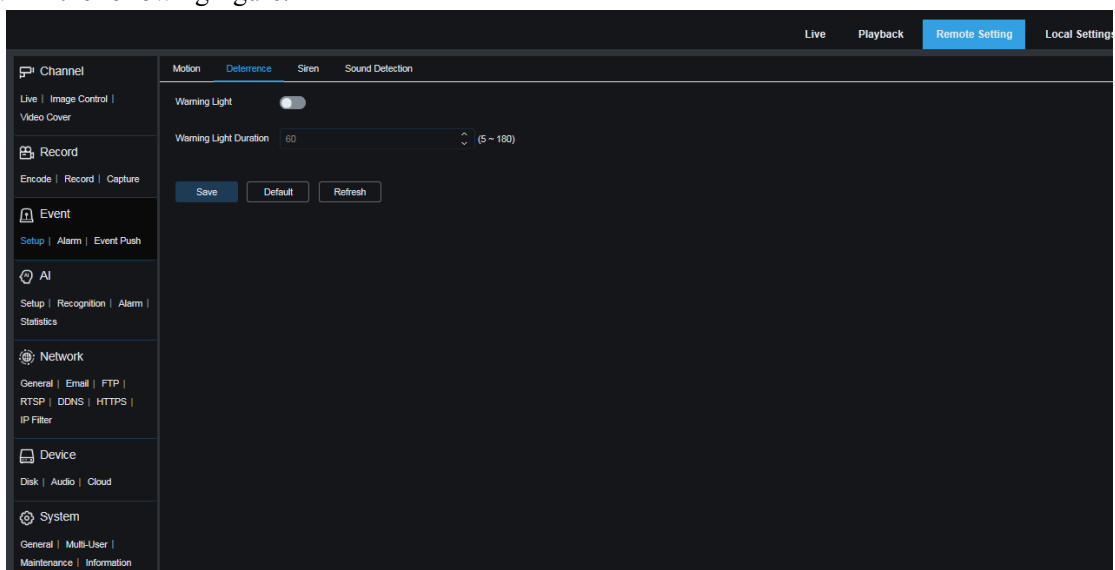 Live Playback Remote Setting Local Settings
Channel
Live | Image Control |
Video Cover
Record
Encode | Record | Capture
Event
Setup | Alarm | Event Push
AI
Setup | Recognition | Alarm |
Statistics
Network
General | Email | FTP |
RTSP | DDNS | HTTPS |
IP Filter
Device
Disk | Audio | Cloud
System
General | Multi-User |
Maintenance | Information
Motion Deterrence Siren Sound Detection
Warning Light
Warning Light Duration 60 (5 ~ 180)
Save Default Refresh